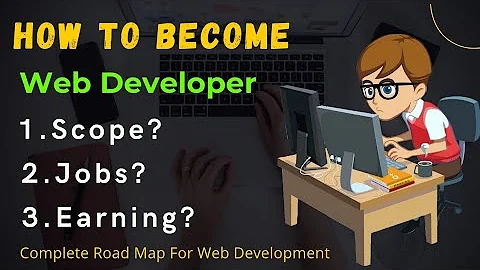 HOW TO BECOME
Web Developer
1.Scope?
2.Jobs?
3.Earning?
Complete Road Map For Web Development